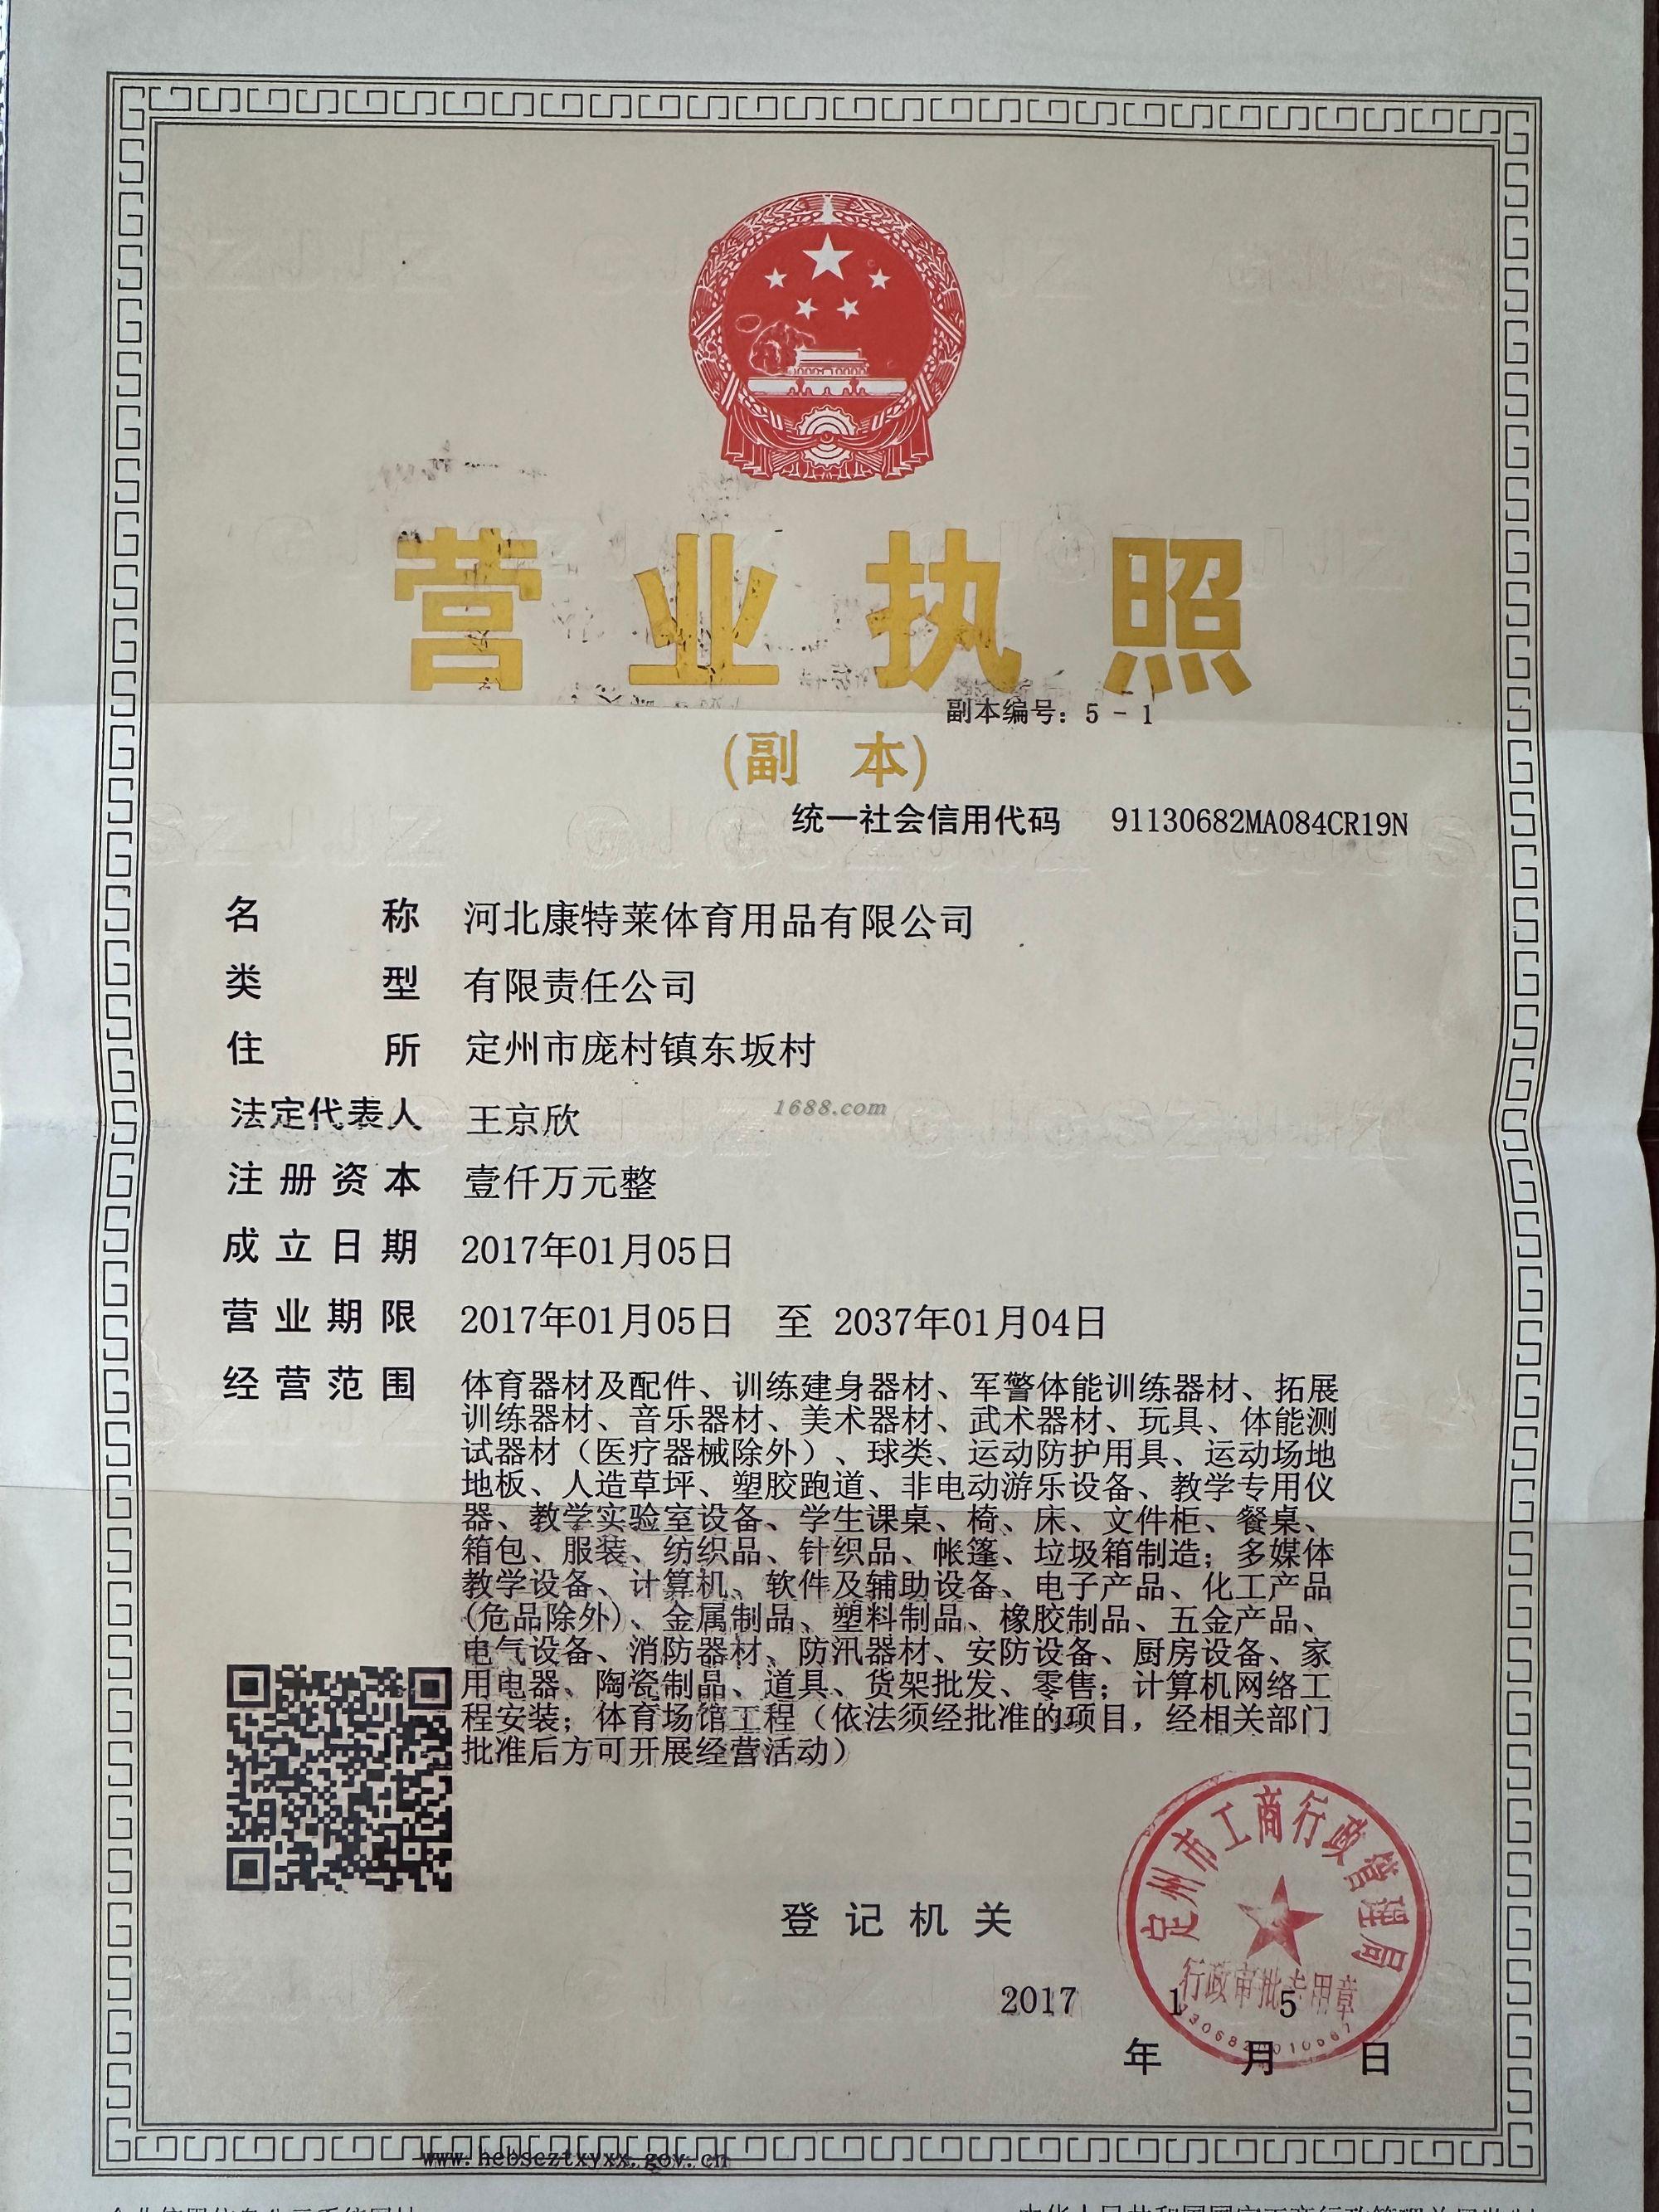 营业执照
副本编号：5－1
(副 本)
统一社会信用代码 91130682MA084CR19N
名称 河北康特莱体育用品有限公司
类型 有限责任公司
住所 定州市庞村镇东坂村
法定代表人 王京欣
1688.com
注册资本 壹仟万元整
成立日期 2017年01月05日
营业期限 2017年01月05日 至 2037年01月04日
经营范围 体育器材及配件、训练建身器材、军警体能训练器材、拓展
训练器材、音乐器材、美术器材、武术器材、玩具、体能测
试器材（医疗器械除外）、球类、运动防护用具、运动场地
地板、人造草坪、塑胶跑道、非电动游乐设备、教学专用仪
器、教学实验室设备、学生课桌、椅、床、文件柜、餐桌、
箱包、服装、纺织品、针织品、帐篷、垃圾箱制造；多媒体
教学设备、计算机、软件及辅助设备、电子产品、化工产品
(危品除外)、金属制品、塑料制品、橡胶制品、五金产品、
电气设备、消防器材、防汛器材、安防设备、厨房设备、家
用电器、陶瓷制品、道具、货架批发、零售；计算机网络工
程安装；体育场馆工程（依法须经批准的项目，经相关部门
批准后方可开展经营活动）
定州市工商行政管理局
行政审批专用章
登记机关
2017 1 5
年 月 日
www.hebscztxyxx.gov.cn